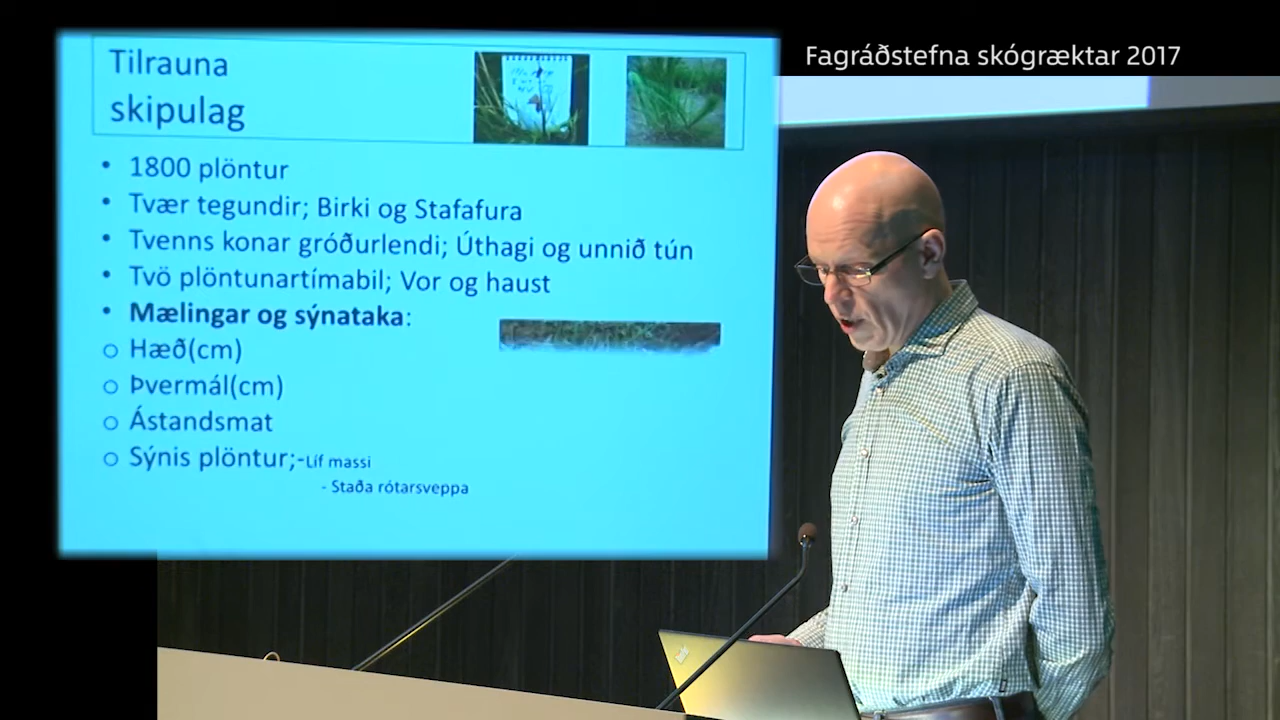 Fagráðstefna skógræktar 2017
Tilrauna
skipulag
• 1800 plöntur
• Tvær tegundir; Birki og Stafafura
• Tvenns konar gróðurlendi; Úthagi og unnið tún
• Tvö plöntunartímabil; Vor og haust
• Mælingar og sýnataka:
o Hæð(cm)
o Þvermál(cm)
o Ástandsmat
o Sýnis plöntur;-Líf massi
- Staða rótarsveppa